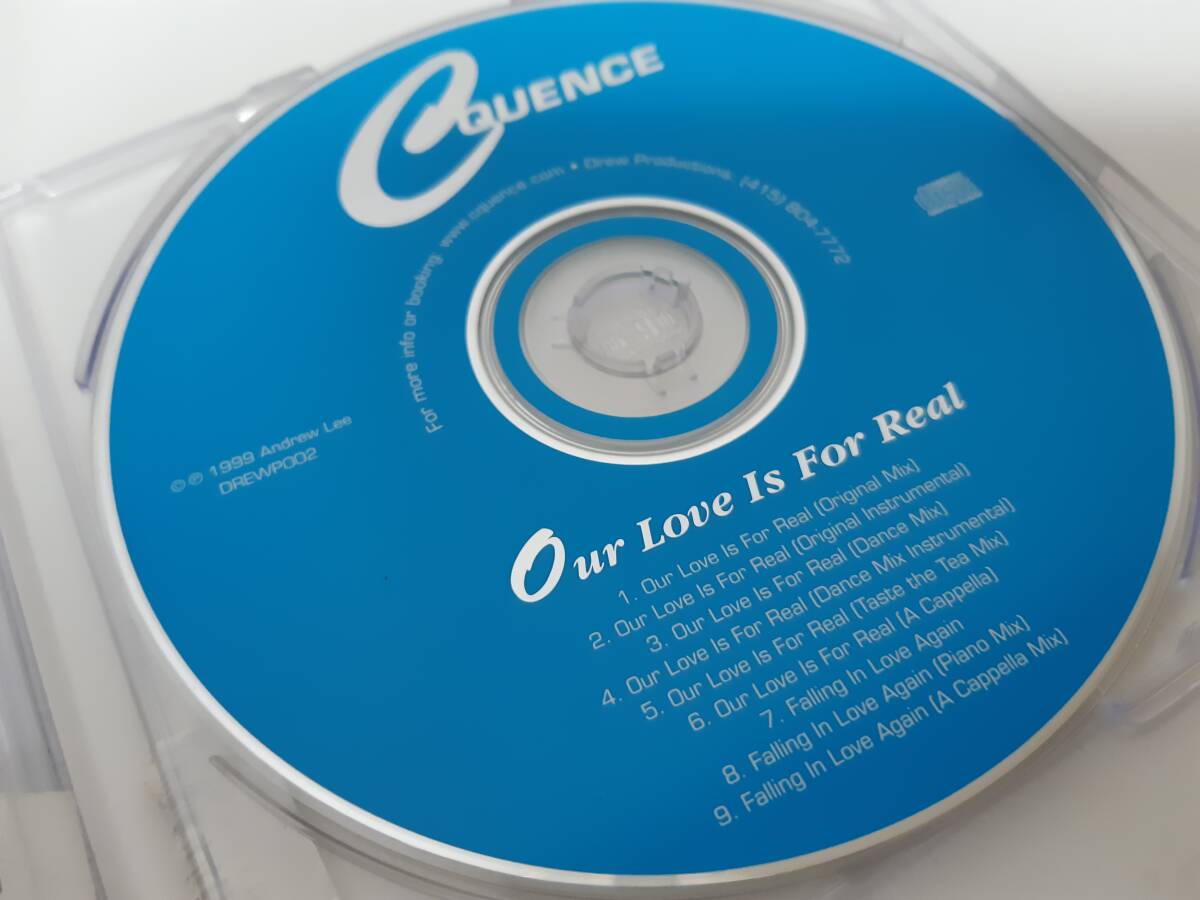 CQUENCE
For more info or booking: www.cquence.com • Drew Productions: (415) 804-7772
© ℗ 1999 Andrew Lee
DREWP002
Our Love Is For Real
1. Our Love Is For Real (Original Mix)
2. Our Love Is For Real (Original Instrumental)
3. Our Love Is For Real (Dance Mix)
4. Our Love Is For Real (Dance Mix Instrumental)
5. Our Love Is For Real (Taste the Tea Mix)
6. Our Love Is For Real (A Cappella)
7. Falling In Love Again
8. Falling In Love Again (Piano Mix)
9. Falling In Love Again (A Cappella Mix)